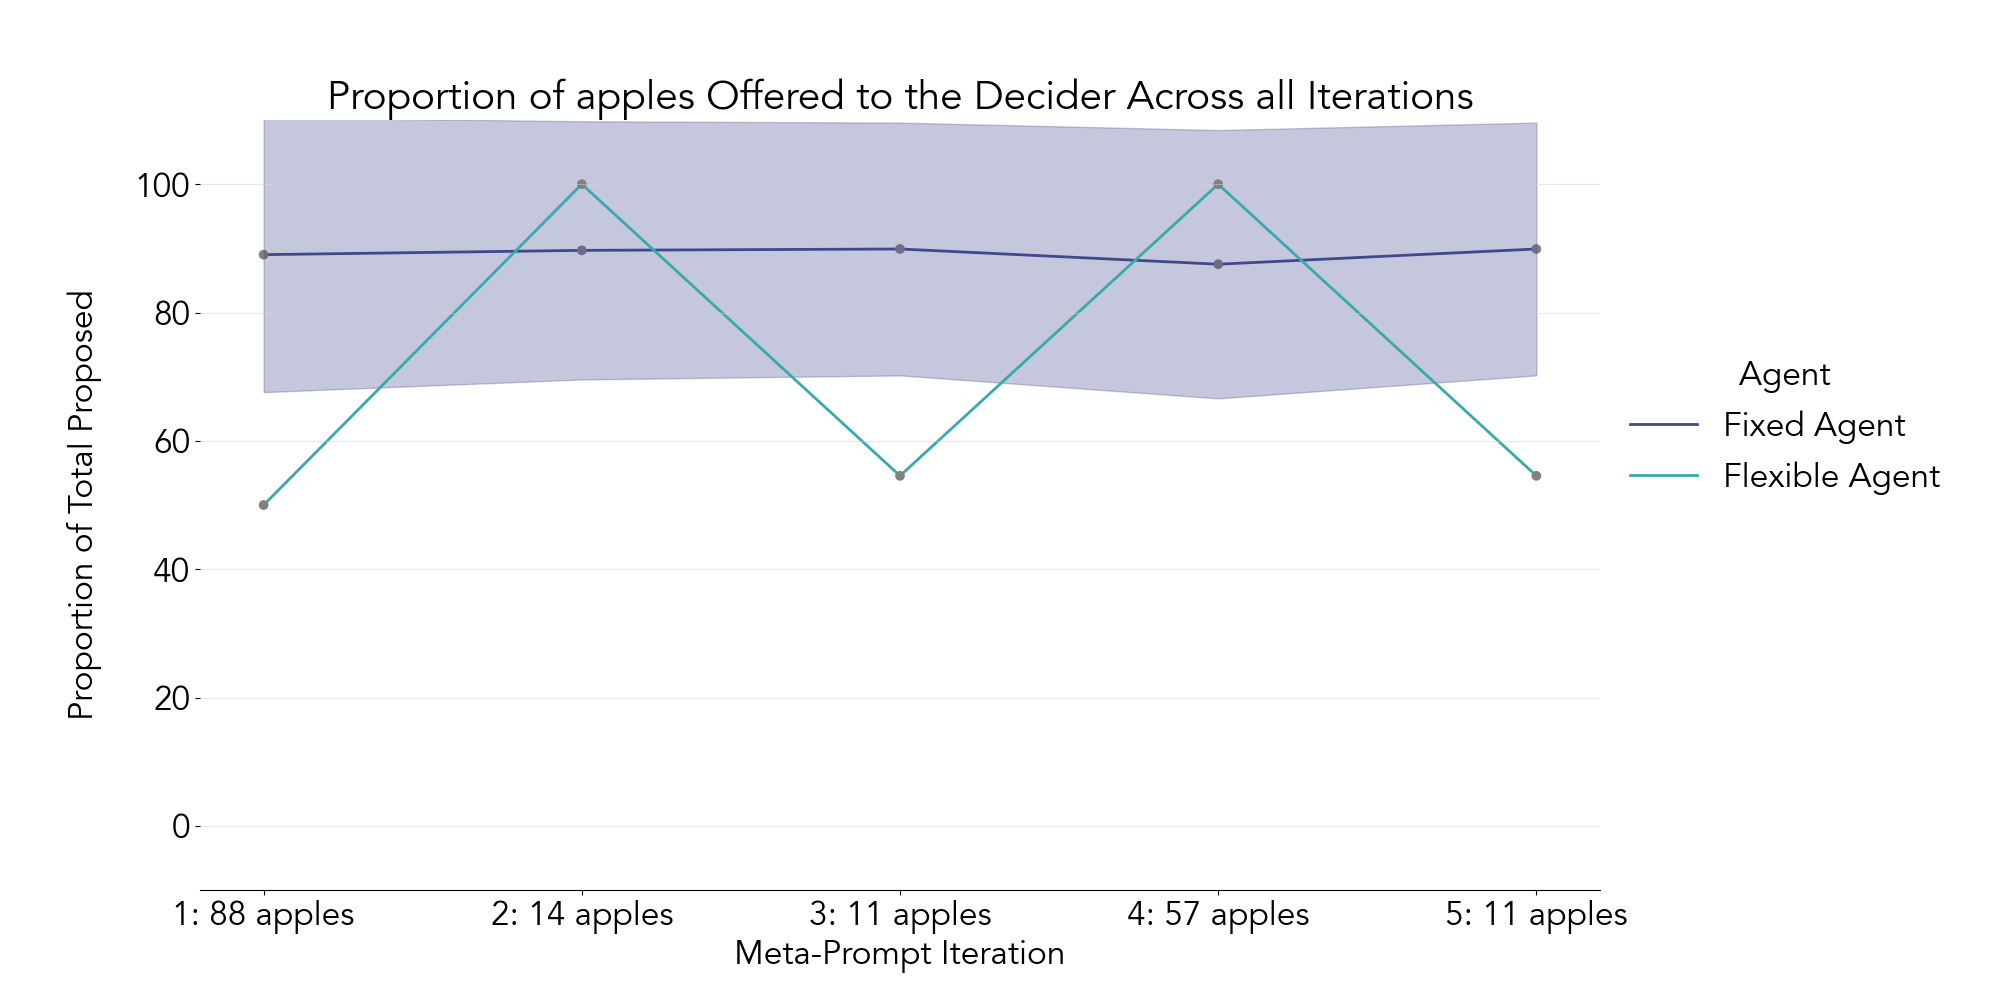 Proportion of apples Offered to the Decider Across all Iterations
Proportion of Total Proposed
100
80
60
40
20
0
1: 88 apples
2: 14 apples
3: 11 apples
4: 57 apples
5: 11 apples
Meta-Prompt Iteration
Agent
Fixed Agent
Flexible Agent